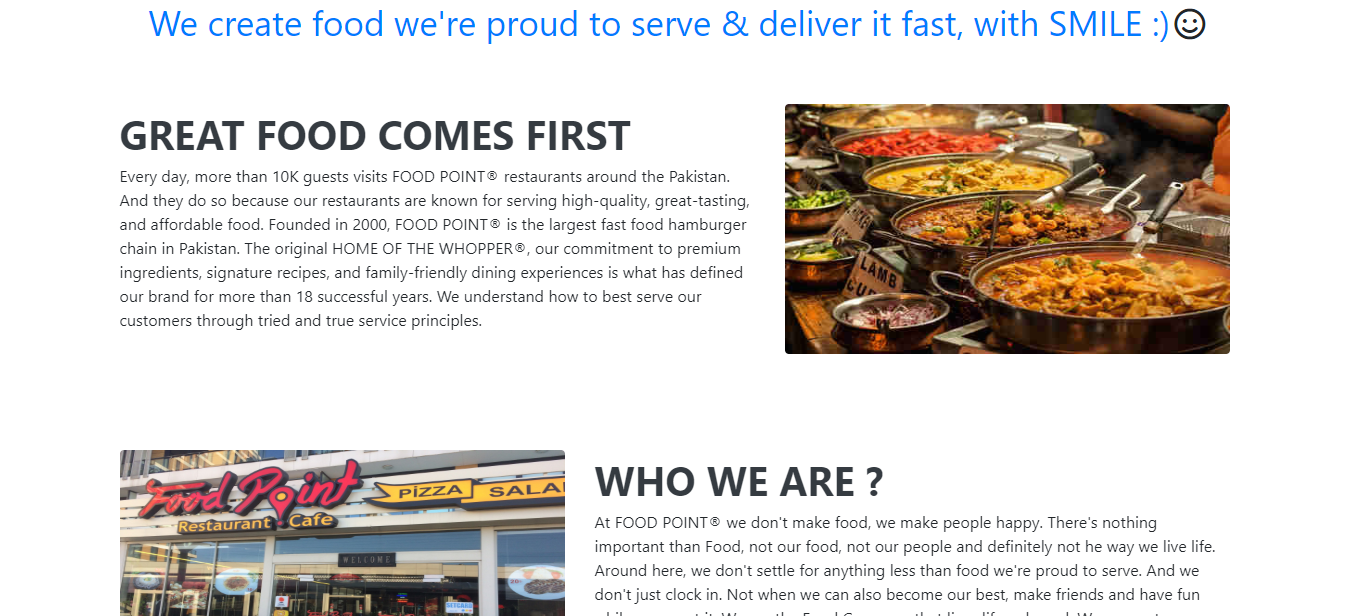 We create food we're proud to serve & deliver it fast, with SMILE :)
GREAT FOOD COMES FIRST
Every day, more than 10K guests visits FOOD POINT® restaurants around the Pakistan.
And they do so because our restaurants are known for serving high-quality, great-tasting,
and affordable food. Founded in 2000, FOOD POINT® is the largest fast food hamburger
chain in Pakistan. The original HOME OF THE WHOPPER®, our commitment to premium
ingredients, signature recipes, and family-friendly dining experiences is what has defined
our brand for more than 18 successful years. We understand how to best serve our
customers through tried and true service principles.
LAMB
Food Point
Restaurant Cafe
PIZZA
WELCOME
WHO WE ARE ?
At FOOD POINT® we don't make food, we make people happy. There's nothing
important than Food, not our food, not our people and definitely not he way we live life.
Around here, we don't settle for anything less than food we're proud to serve. And we
don't just clock in. Not when we can also become our best, make friends and have fun